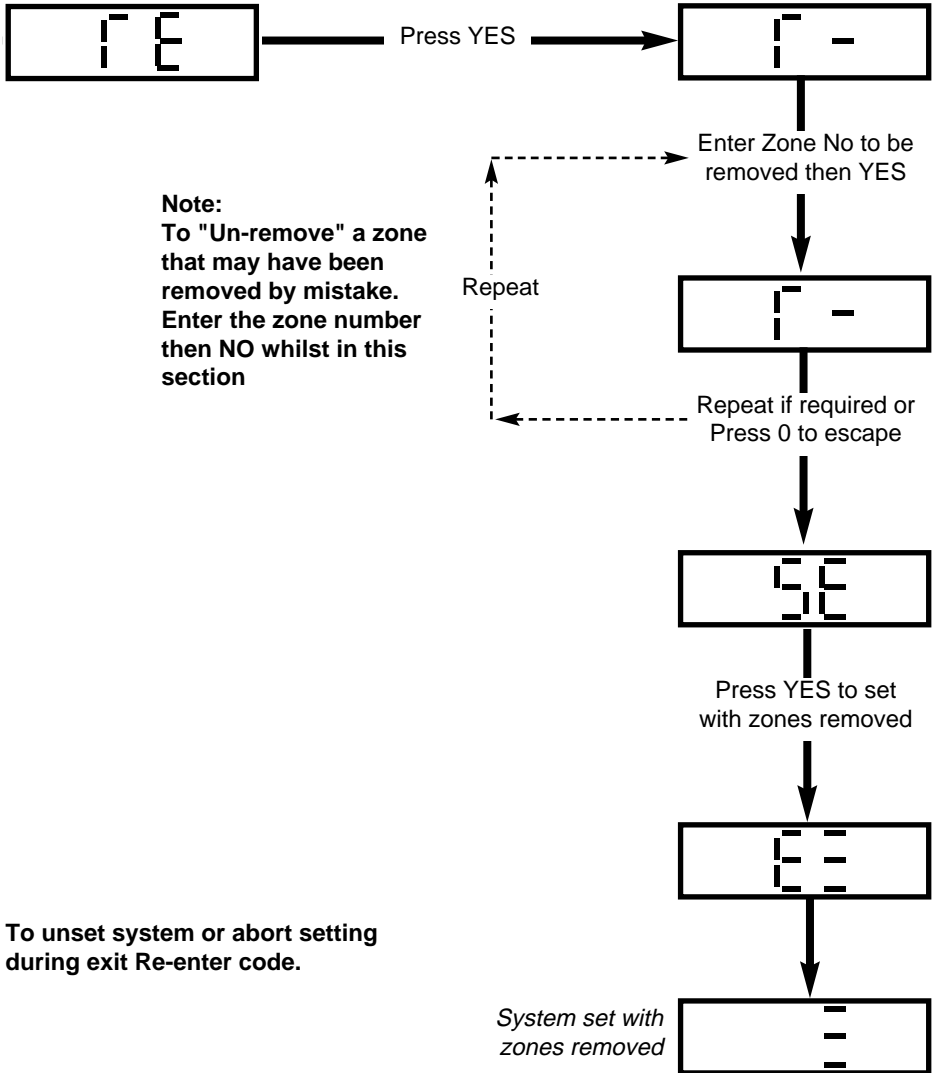 rE
Press YES
r -
Enter Zone No to be
removed then YES
Note:
To "Un-remove" a zone
that may have been
removed by mistake.
Enter the zone number
then NO whilst in this
section
Repeat
r -
Repeat if required or
Press 0 to escape
SE
Press YES to set
with zones removed
E≡
To unset system or abort setting
during exit Re-enter code.
System set with
zones removed
≡